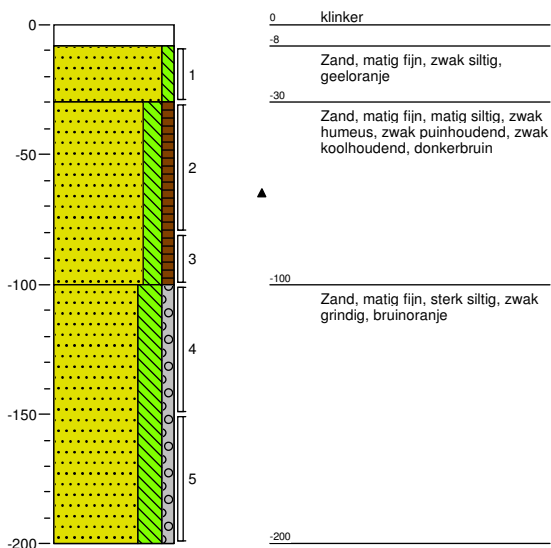 0
-50
-100
-150
-200
1
2
3
4
5
0
klinker
-8
Zand, matig fijn, zwak siltig,
geeloranje
-30
Zand, matig fijn, matig siltig, zwak
humeus, zwak puinhoudend, zwak
koolhoudend, donkerbruin
-100
Zand, matig fijn, sterk siltig, zwak
grindig, bruinoranje
-200